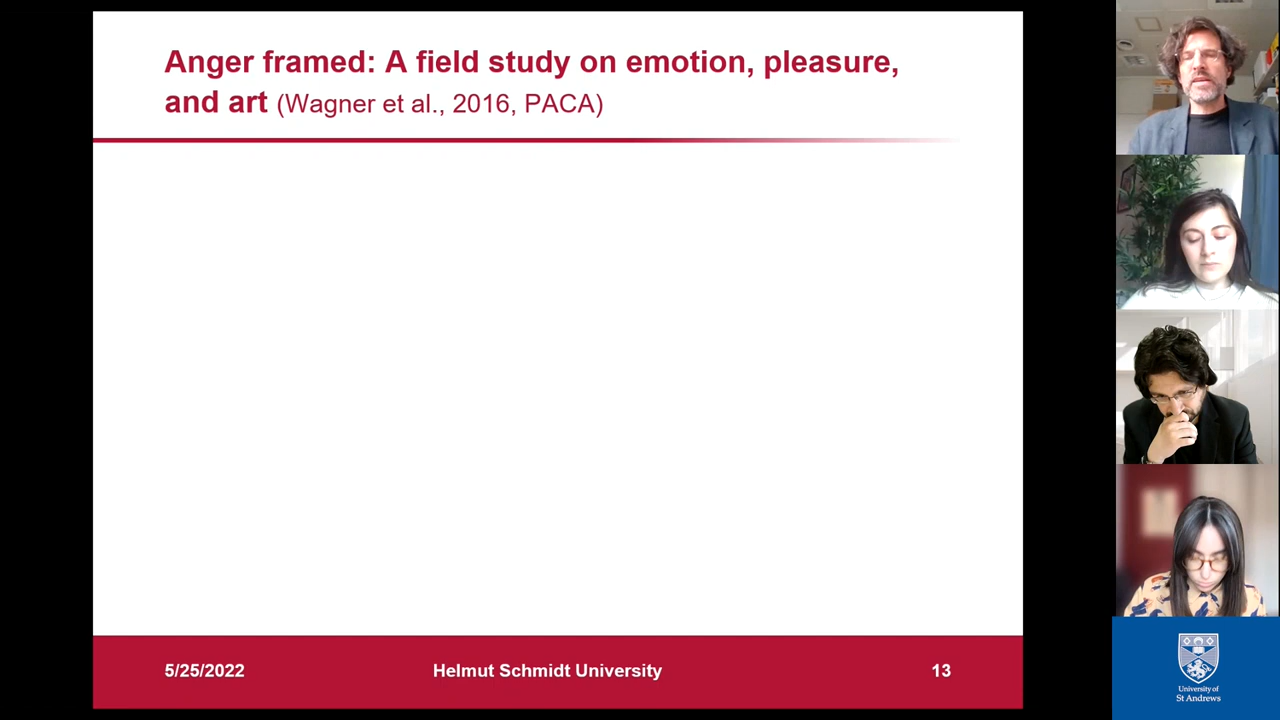 Anger framed: A field study on emotion, pleasure,
and art (Wagner et al., 2016, PACA)
5/25/2022
Helmut Schmidt University
13
University of
St Andrews